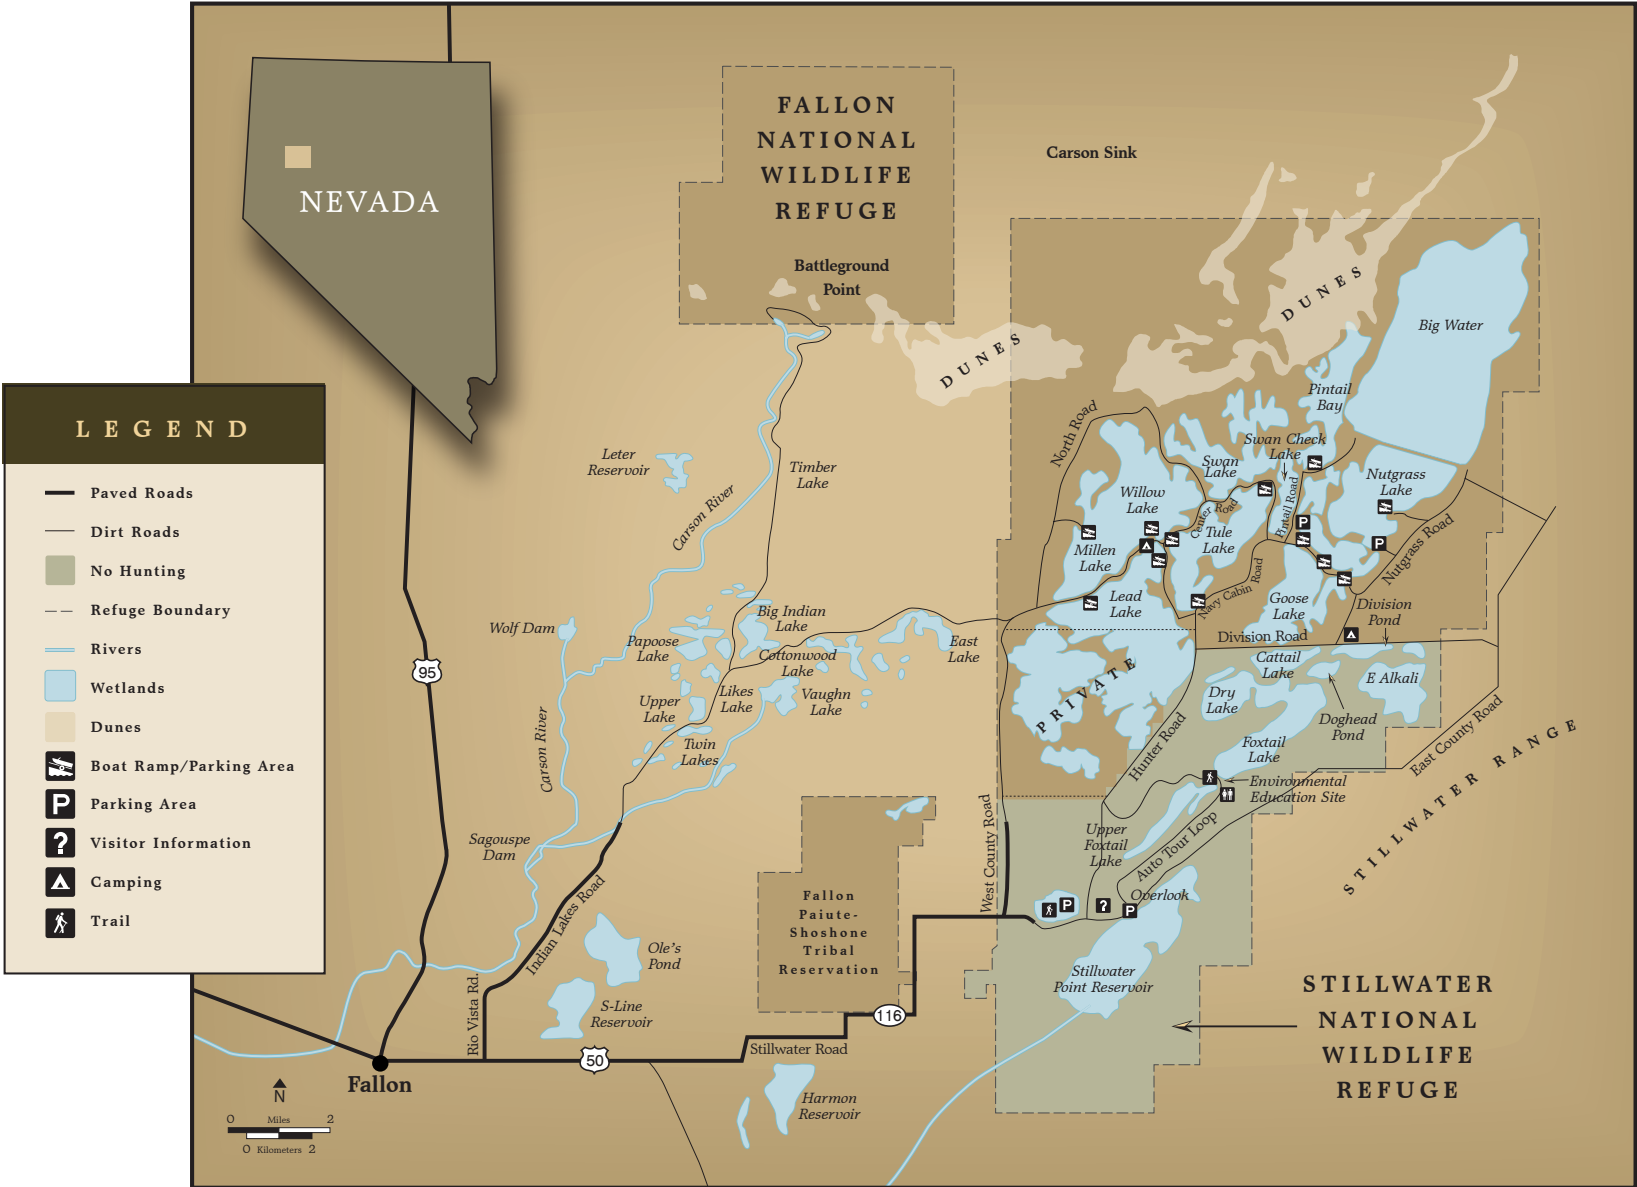 NEVADA
LEGEND
Paved Roads
Dirt Roads
No Hunting
Refuge Boundary
Rivers
Wetlands
Dunes
Boat Ramp/Parking Area
P
Parking Area
?
Visitor Information
Camping
Trail
FALLON
NATIONAL
WILDLIFE
REFUGE
Battleground
Point
Carson Sink
DUNES
DUNES
Big Water
Pintail
Bay
North Road
Swan Check
Lake
Swan
Lake
Nutgrass
Lake
Willow
Lake
Center Road
Pintail Road
Tule
Lake
P
P
Millen
Lake
Nutgrass Road
Lead
Lake
Navy Cabin Road
Goose
Lake
Division
Pond
Division Road
Cattail
Lake
E Alkali
PRIVATE
Dry
Lake
Doghead
Pond
Hunter Road
Foxtail
Lake
East County Road
STILLWATER RANGE
Environmental
Education Site
West County Road
Upper
Foxtail
Lake
Auto Tour Loop
Overlook
P
?
P
Stillwater
Point Reservoir
STILLWATER
NATIONAL
WILDLIFE
REFUGE
Leter
Reservoir
Timber
Lake
Carson River
Wolf Dam
Papoose
Lake
Big Indian
Lake
East
Lake
Cottonwood
Lake
Likes
Lake
Vaughn
Lake
Upper
Lake
Twin
Lakes
95
Carson River
Sagouspe
Dam
Indian Lakes Road
Fallon
Paiute-
Shoshone
Tribal
Reservation
Ole's
Pond
S-Line
Reservoir
Rio Vista Rd.
116
50
Stillwater Road
Fallon
Harmon
Reservoir
N
0 Miles 2
0 Kilometers 2